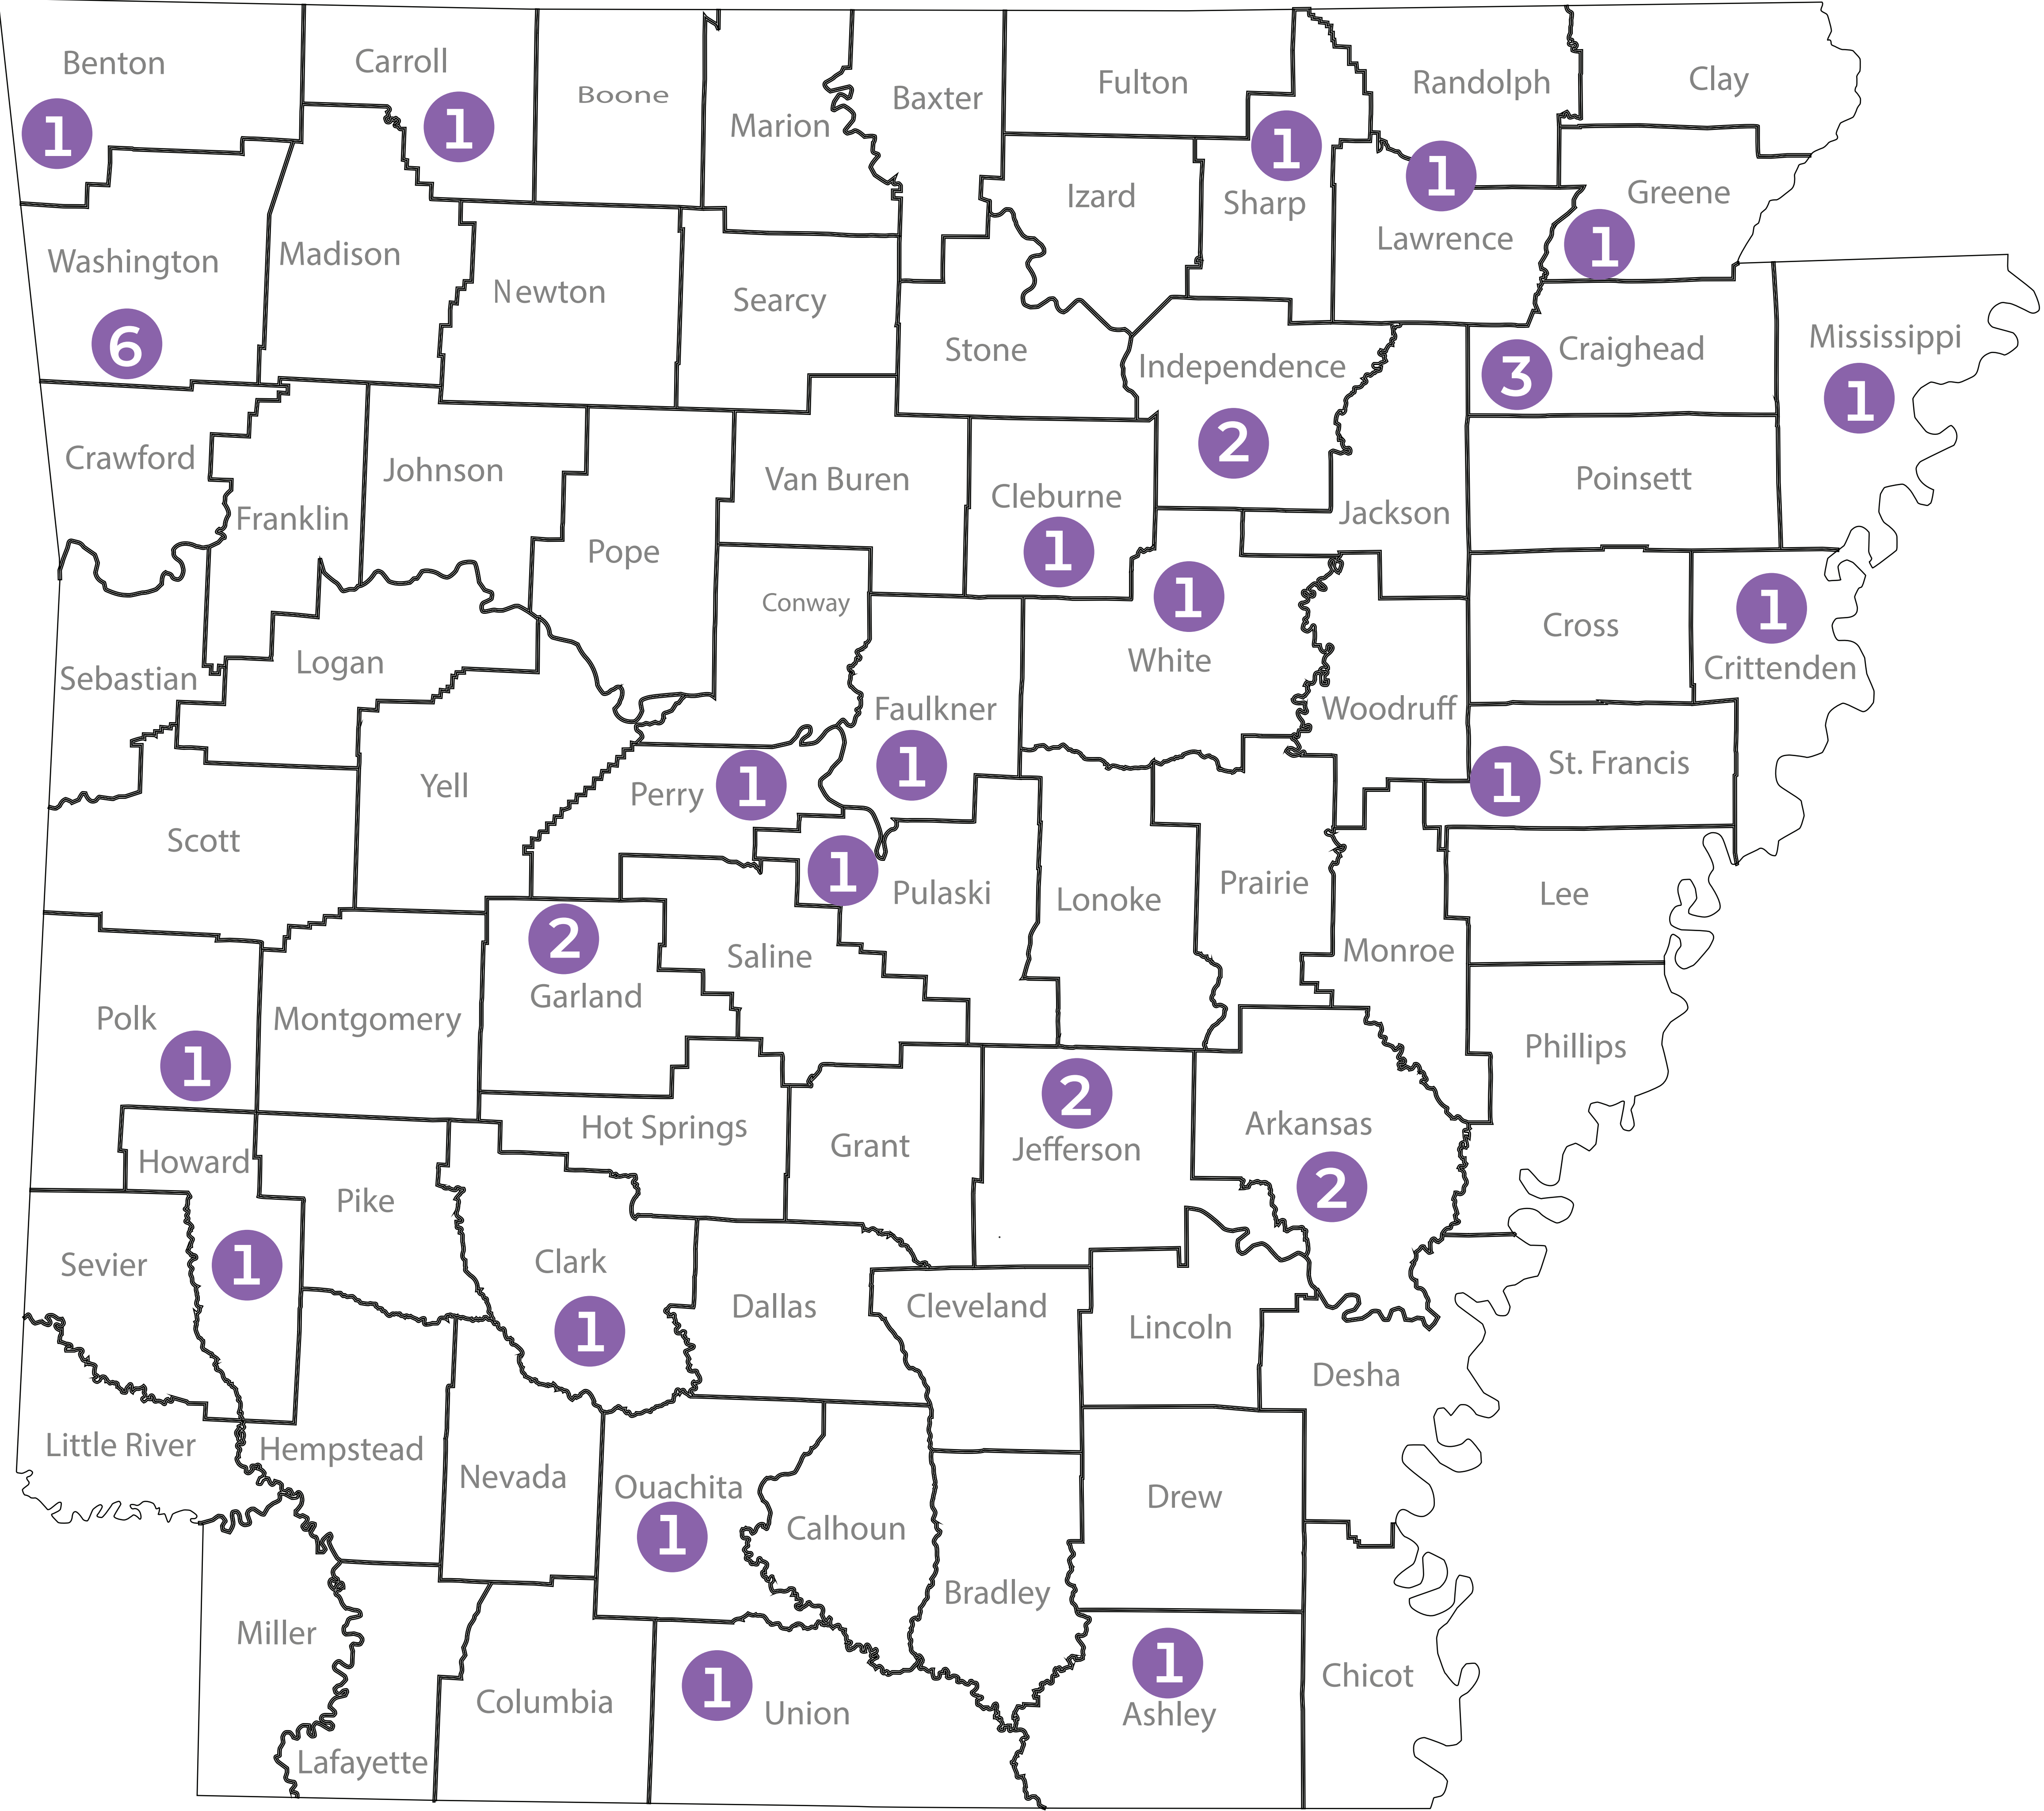 Benton
1
Carroll
1
Boone
Marion
Baxter
Fulton
Randolph
Clay
1
Sharp
1
Lawrence
Greene
1
Izard
Washington
6
Madison
Newton
Searcy
Stone
Independence
2
3
Craighead
Mississippi
1
Crawford
Franklin
Johnson
Pope
Van Buren
Cleburne
1
Jackson
Poinsett
Conway
1
White
Cross
1
Crittenden
Sebastian
Logan
Woodruff
Faulkner
1
1
St. Francis
Yell
Perry
1
Scott
1
Pulaski
Lonoke
Prairie
Lee
Monroe
2
Garland
Saline
Polk
1
Montgomery
Phillips
Hot Springs
Grant
2
Jefferson
Arkansas
2
Howard
1
Pike
Sevier
Clark
1
Dallas
Cleveland
Lincoln
Desha
Little River
Hempstead
Nevada
Ouachita
1
Calhoun
Drew
Bradley
Miller
Lafayette
Columbia
1
Union
1
Ashley
Chicot